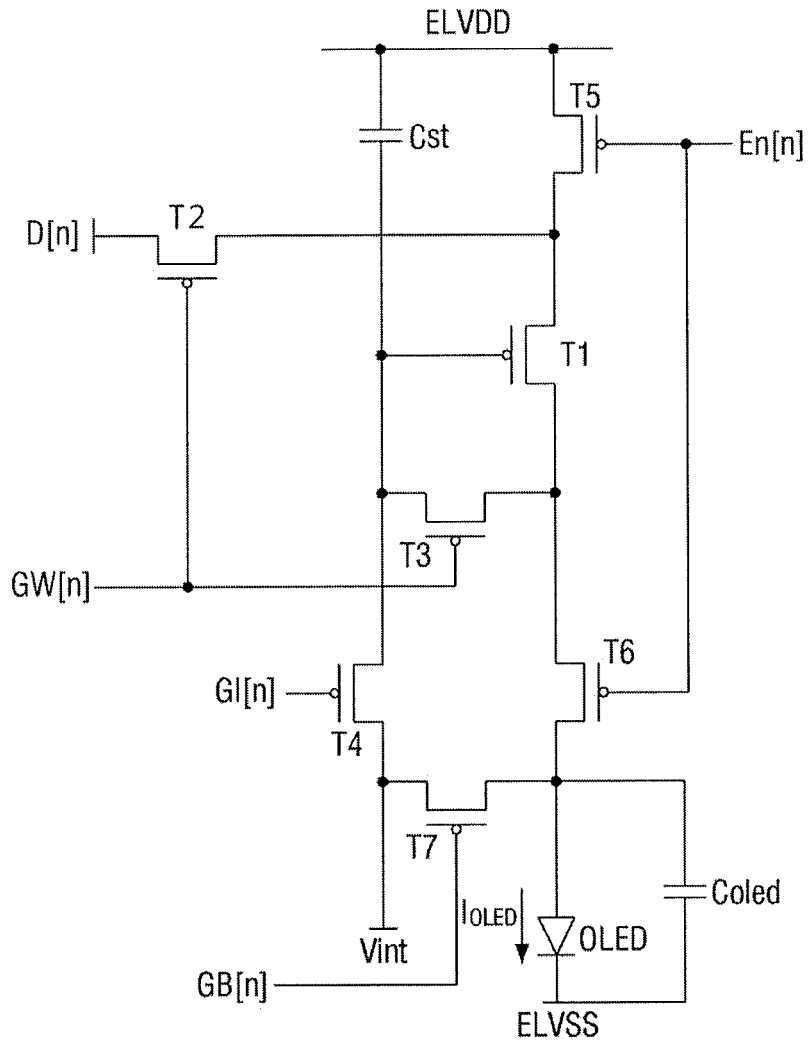 ELVDD
T5
Cst
En[n]
T2
D[n]
T1
T3
GW[n]
T6
GI[n]
T4
T7
Coled
IOLED
OLED
Vint
GB[n]
ELVSS